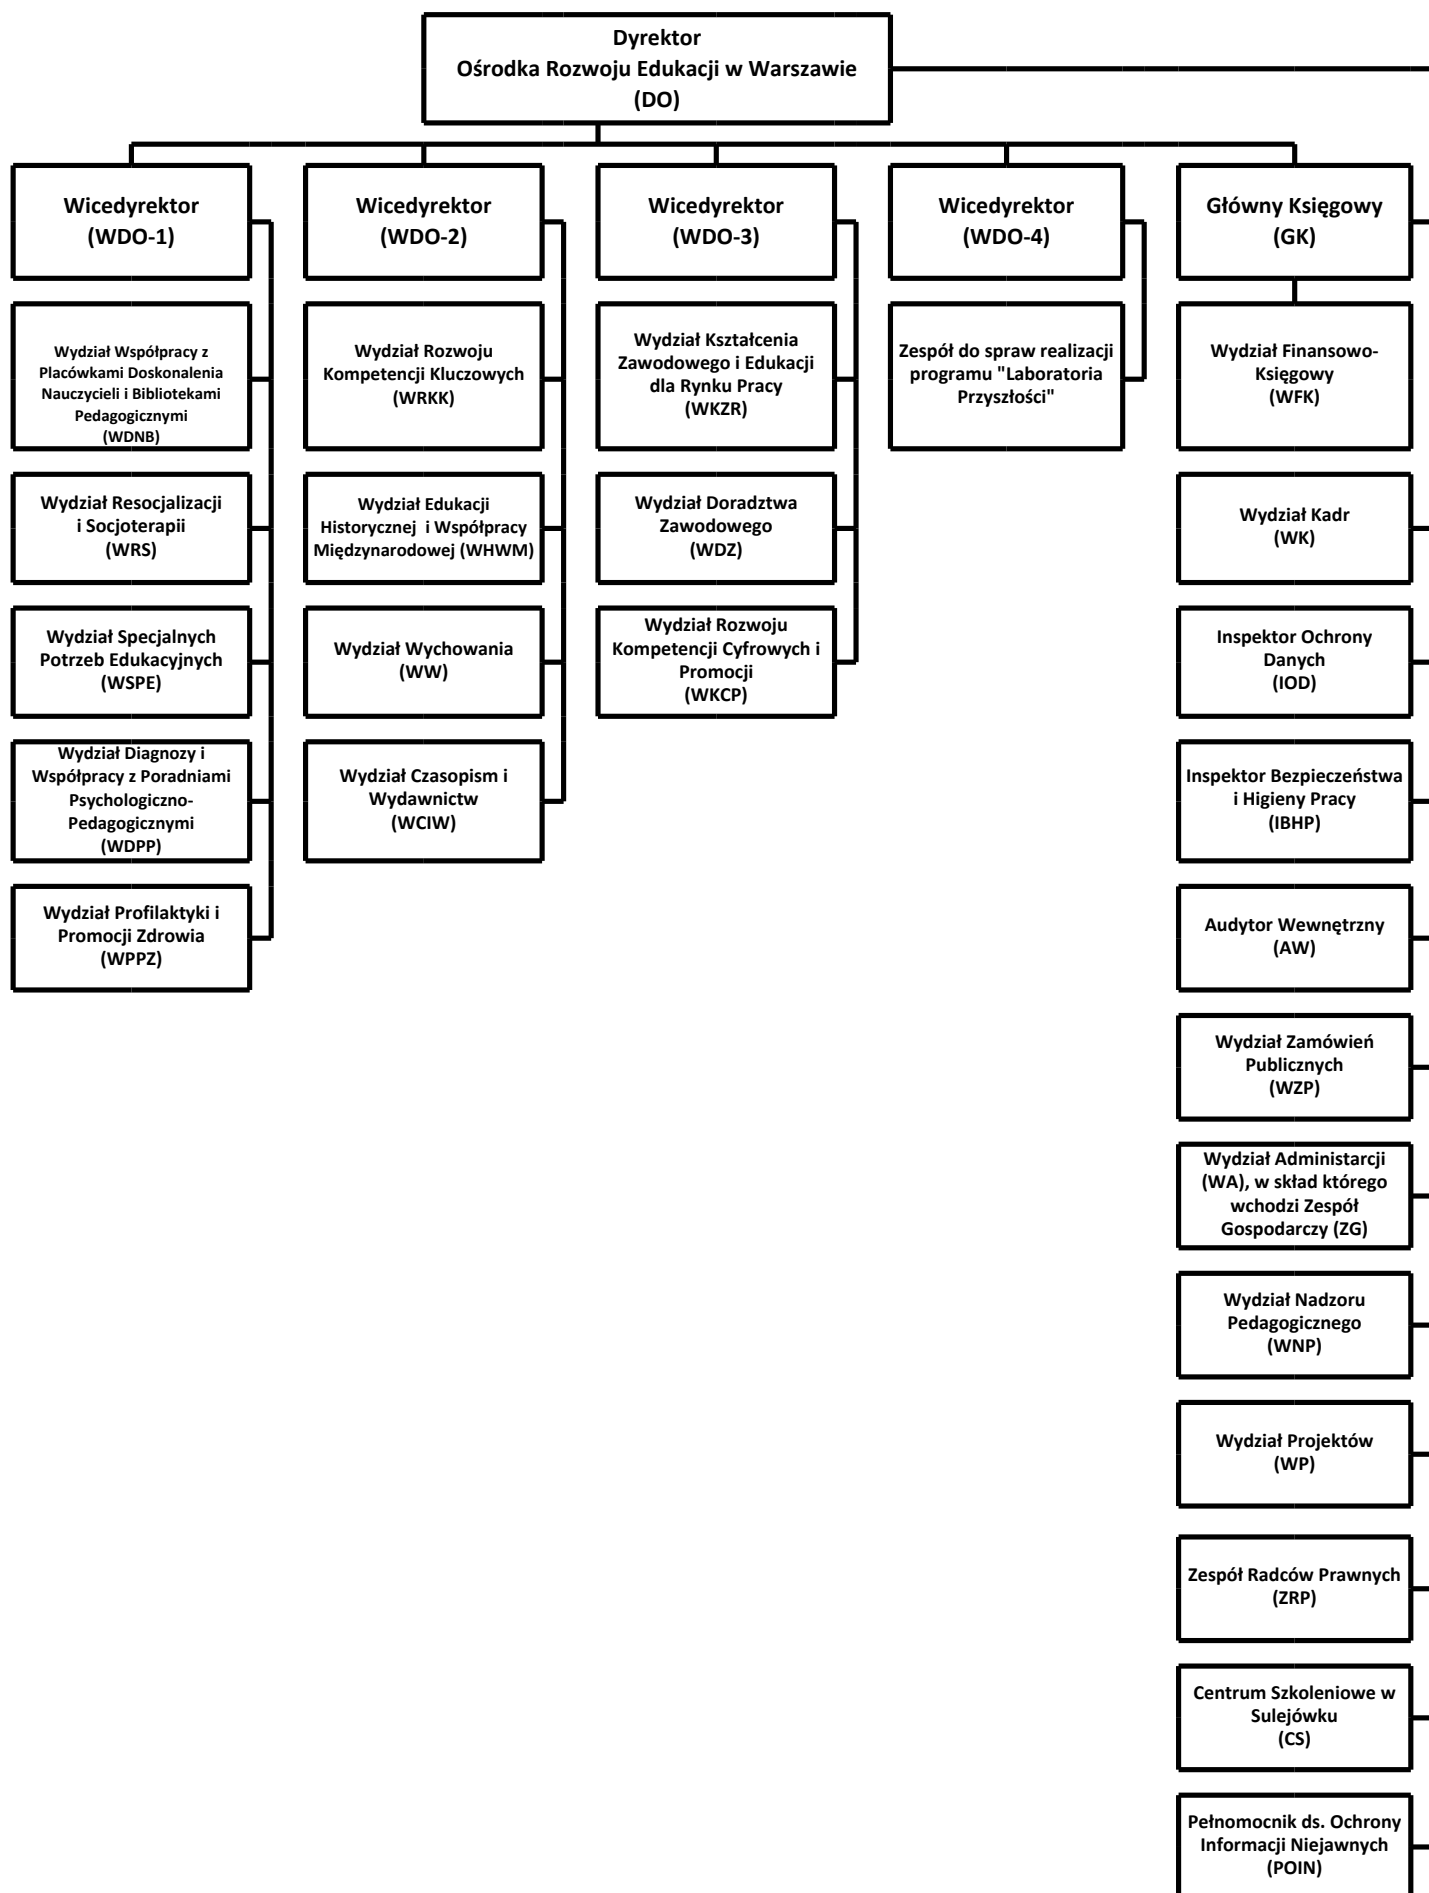 Dyrektor
Ośrodka Rozwoju Edukacji w Warszawie
(DO)
Wicedyrektor
(WDO-1)
Wicedyrektor
(WDO-2)
Wicedyrektor
(WDO-3)
Wicedyrektor
(WDO-4)
Główny Księgowy
(GK)
Wydział Współpracy z
Placówkami Doskonalenia
Nauczycieli i Bibliotekami
Pedagogicznymi
(WDNB)
Wydział Rozwoju
Kompetencji Kluczowych
(WRKK)
Wydział Kształcenia
Zawodowego i Edukacji
dla Rynku Pracy
(WKZR)
Zespół do spraw realizacji
programu "Laboratoria
Przyszłości"
Wydział Finansowo-
Księgowy
(WFK)
Wydział Resocjalizacji
i Socjoterapii
(WRS)
Wydział Edukacji
Historycznej i Współpracy
Międzynarodowej (WHWM)
Wydział Doradztwa
Zawodowego
(WDZ)
Wydział Kadr
(WK)
Wydział Specjalnych
Potrzeb Edukacyjnych
(WSPE)
Wydział Wychowania
(WW)
Wydział Rozwoju
Kompetencji Cyfrowych i
Promocji
(WKCP)
Inspektor Ochrony
Danych
(IOD)
Wydział Diagnozy i
Współpracy z Poradniami
Psychologiczno-
Pedagogicznymi
(WDPP)
Wydział Czasopism i
Wydawnictw
(WCIW)
Inspektor Bezpieczeństwa
i Higieny Pracy
(IBHP)
Wydział Profilaktyki i
Promocji Zdrowia
(WPPZ)
Audytor Wewnętrzny
(AW)
Wydział Zamówień
Publicznych
(WZP)
Wydział Administarcji
(WA), w skład którego
wchodzi Zespół
Gospodarczy (ZG)
Wydział Nadzoru
Pedagogicznego
(WNP)
Wydział Projektów
(WP)
Zespół Radców Prawnych
(ZRP)
Centrum Szkoleniowe w
Sulejówku
(CS)
Pełnomocnik ds. Ochrony
Informacji Niejawnych
(POIN)